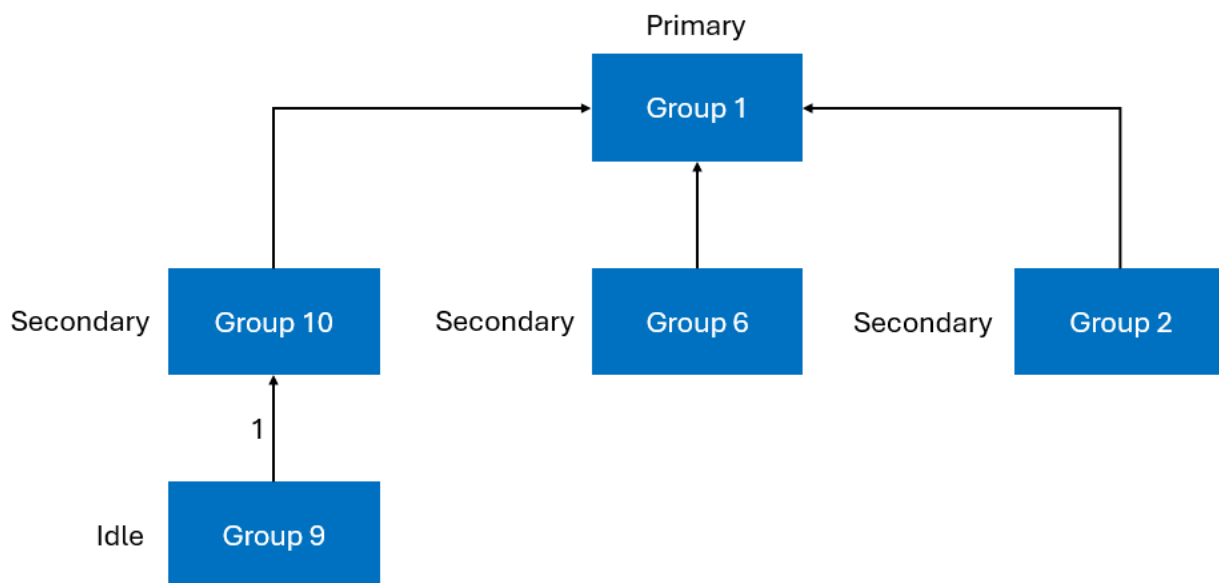 Primary
Group 1
Secondary
Group 10
Secondary
Group 6
Secondary
Group 2
1
Idle
Group 9